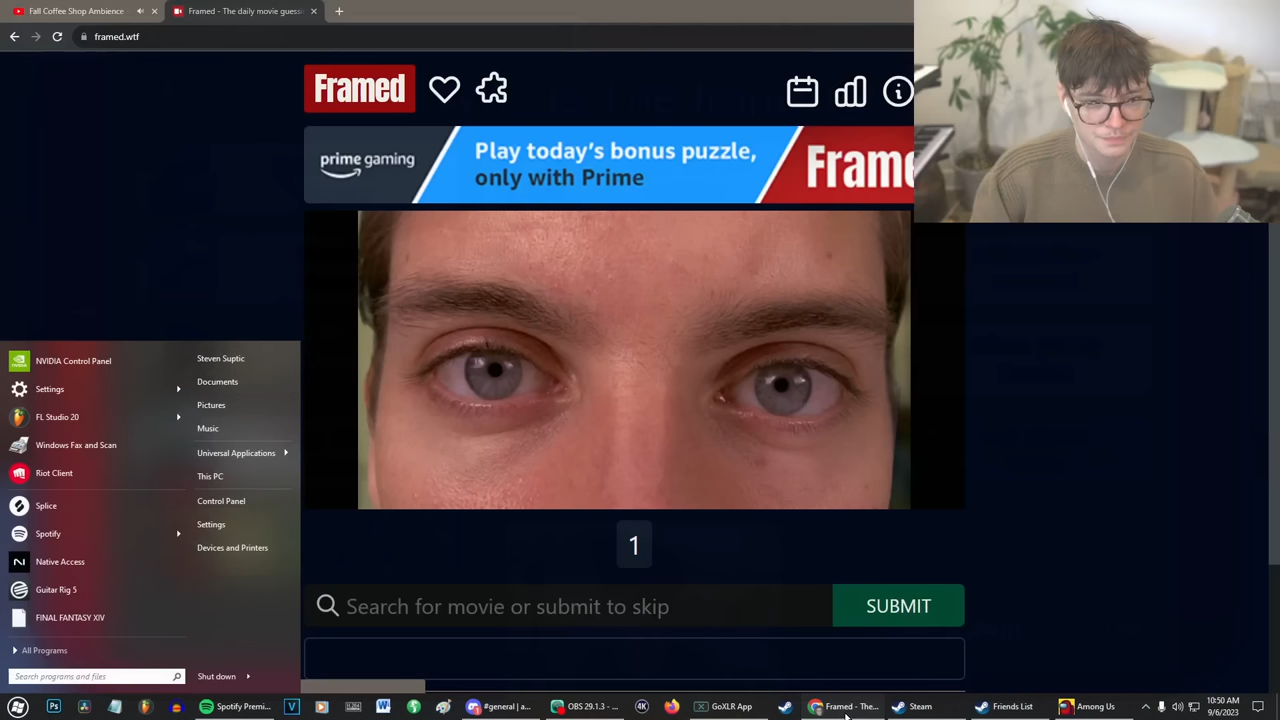 Fall Coffee Shop Ambience
Framed - The daily movie guess
framed.wtf
Framed
prime gaming
Play today's bonus puzzle,
only with Prime
Frame
1
Search for movie or submit to skip
SUBMIT
NVIDIA Control Panel
Settings
FL Studio 20
Windows Fax and Scan
Riot Client
Splice
Spotify
Native Access
Guitar Rig 5
FINAL FANTASY XIV
All Programs
Search programs and files
Steven Suptic
Documents
Pictures
Music
Universal Applications
This PC
Control Panel
Settings
Devices and Printers
Shut down
Spotify Premi...
#general | a...
OBS 29.1.3 - ...
GoXLR App
Framed - The...
Steam
Friends List
Among Us
10:50 AM
9/6/2023